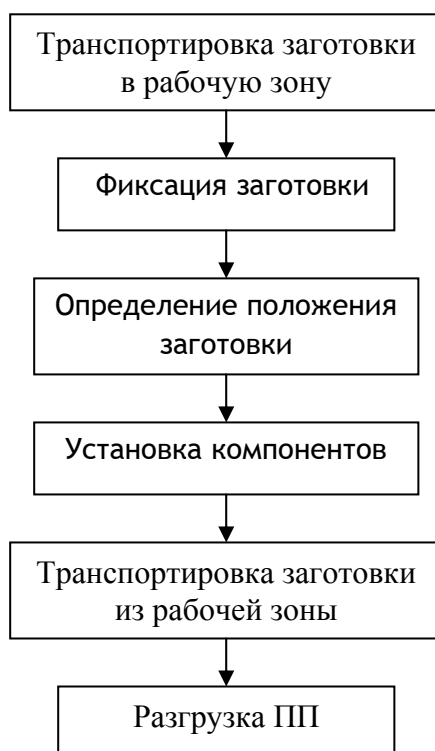 Транспортировка заготовки
в рабочую зону
Фиксация заготовки
Определение положения
заготовки
Установка компонентов
Транспортировка заготовки
из рабочей зоны
Разгрузка ПП